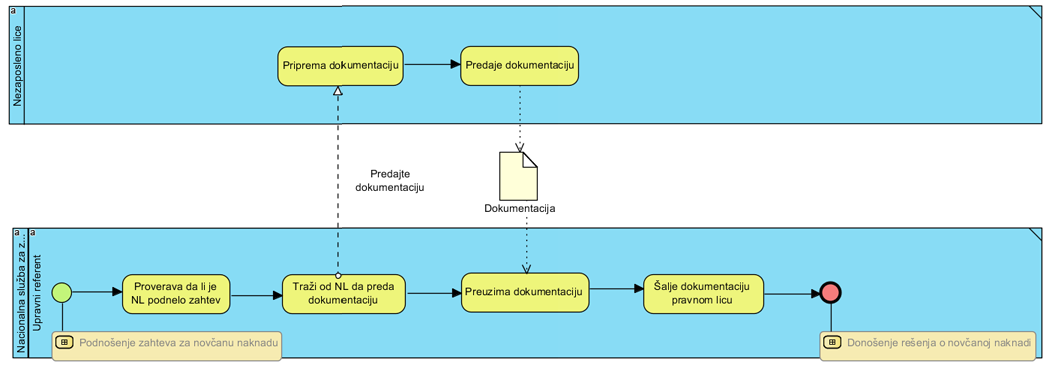 a
Nezaposleno lice
Priprema dokumentaciju
Predaje dokumentaciju
Predajte
dokumentaciju
Dokumentacija
a
a
Nacionalna služba za z...
Upravni referent
Proverava da li je
NL podnelo zahtev
Traži od NL da preda
dokumentaciju
Preuzima dokumentaciju
Šalje dokumentaciju
pravnom licu
Podnošenje zahteva za novčanu naknadu
Donošenje rešenja o novčanoj naknadi